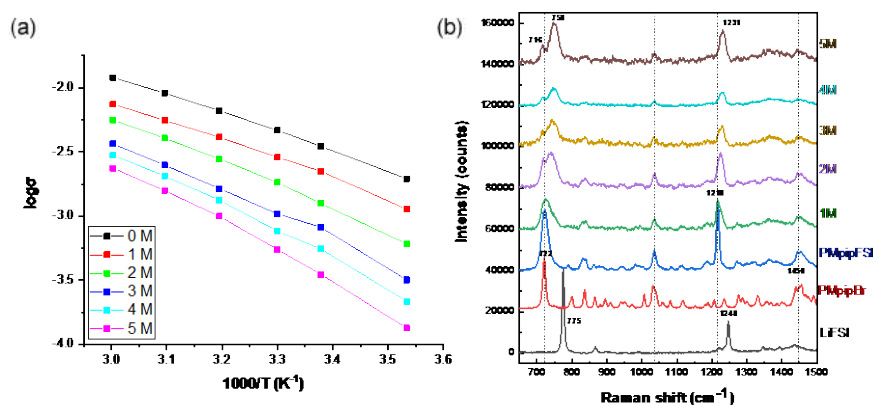 (a)
-2.0
-2.5
-3.0
-3.5
-4.0
logσ
0 M
1 M
2 M
3 M
4 M
5 M
3.0 3.1 3.2 3.3 3.4 3.5 3.6
1000/T (K⁻¹)
(b)
160000
140000
120000
100000
80000
60000
40000
20000
0
Intensity (counts)
716
750
1231
5M
4M
3M
2M
1M
1218
PMpipFSI
722
1450
PMpipBr
775
1248
LiFSI
700 800 900 1000 1100 1200 1300 1400 1500
Raman shift (cm⁻¹)